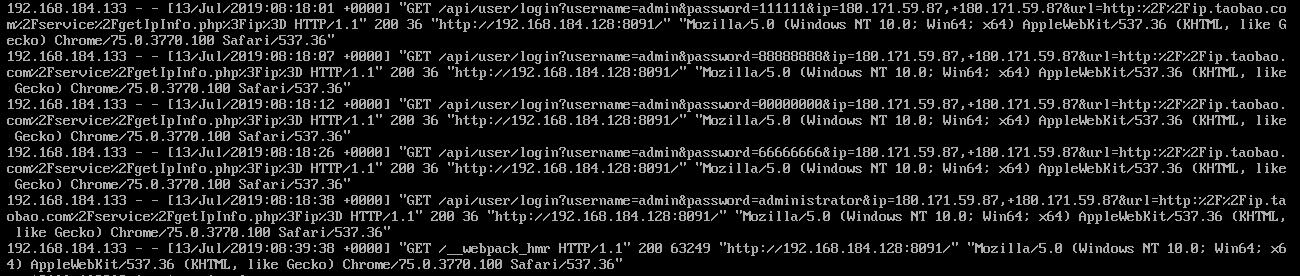 192.168.184.133 - - [13/Jul/2019:08:18:01 +0000] "GET /api/user/login?username=admin&password=111111&ip=180.171.59.87,+180.171.59.87&url=http:%2F%2Fip.taobao.co
m%2Fservice%2FgetIpInfo.php%3Fip%3D HTTP/1.1" 200 36 "http://192.168.184.128:8091/" "Mozilla/5.0 (Windows NT 10.0; Win64; x64) AppleWebKit/537.36 (KHTML, like G
ecko) Chrome/75.0.3770.100 Safari/537.36"
192.168.184.133 - - [13/Jul/2019:08:18:07 +0000] "GET /api/user/login?username=admin&password=88888888&ip=180.171.59.87,+180.171.59.87&url=http:%2F%2Fip.taobao.
com%2Fservice%2FgetIpInfo.php%3Fip%3D HTTP/1.1" 200 36 "http://192.168.184.128:8091/" "Mozilla/5.0 (Windows NT 10.0; Win64; x64) AppleWebKit/537.36 (KHTML, like
Gecko) Chrome/75.0.3770.100 Safari/537.36"
192.168.184.133 - - [13/Jul/2019:08:18:12 +0000] "GET /api/user/login?username=admin&password=00000000&ip=180.171.59.87,+180.171.59.87&url=http:%2F%2Fip.taobao.
com%2Fservice%2FgetIpInfo.php%3Fip%3D HTTP/1.1" 200 36 "http://192.168.184.128:8091/" "Mozilla/5.0 (Windows NT 10.0; Win64; x64) AppleWebKit/537.36 (KHTML, like
Gecko) Chrome/75.0.3770.100 Safari/537.36"
192.168.184.133 - - [13/Jul/2019:08:18:26 +0000] "GET /api/user/login?username=admin&password=66666666&ip=180.171.59.87,+180.171.59.87&url=http:%2F%2Fip.taobao.
com%2Fservice%2FgetIpInfo.php%3Fip%3D HTTP/1.1" 200 36 "http://192.168.184.128:8091/" "Mozilla/5.0 (Windows NT 10.0; Win64; x64) AppleWebKit/537.36 (KHTML, like
Gecko) Chrome/75.0.3770.100 Safari/537.36"
192.168.184.133 - - [13/Jul/2019:08:18:38 +0000] "GET /api/user/login?username=admin&password=administrator&ip=180.171.59.87,+180.171.59.87&url=http:%2F%2Fip.ta
obao.com%2Fservice%2FgetIpInfo.php%3Fip%3D HTTP/1.1" 200 36 "http://192.168.184.128:8091/" "Mozilla/5.0 (Windows NT 10.0; Win64; x64) AppleWebKit/537.36 (KHTML,
like Gecko) Chrome/75.0.3770.100 Safari/537.36"
192.168.184.133 - - [13/Jul/2019:08:39:38 +0000] "GET /__webpack_hmr HTTP/1.1" 200 63249 "http://192.168.184.128:8091/" "Mozilla/5.0 (Windows NT 10.0; Win64; x6
4) AppleWebKit/537.36 (KHTML, like Gecko) Chrome/75.0.3770.100 Safari/537.36"